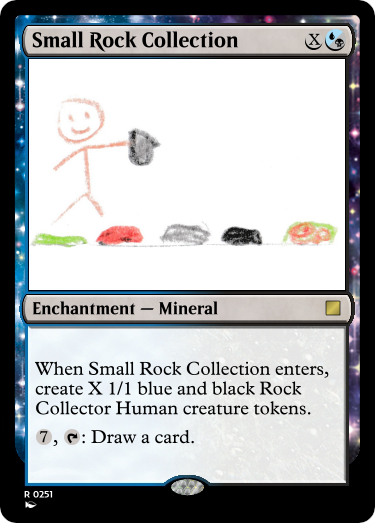 Small Rock Collection X
Enchantment — Mineral
When Small Rock Collection enters,
create X 1/1 blue and black Rock
Collector Human creature tokens.
7, : Draw a card.
R 0251